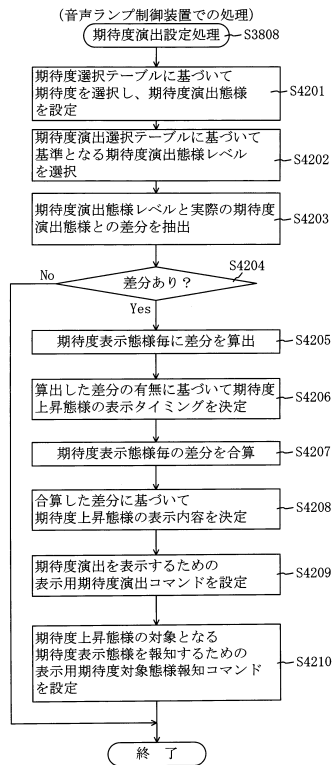 （音声ランプ制御装置での処理）
期待度演出設定処理
S3808
期待度選択テーブルに基づいて
期待度を選択し、期待度演出態様
を設定
S4201
期待度演出選択テーブルに基づいて
基準となる期待度演出態様レベル
を選択
S4202
期待度演出態様レベルと実際の期待度
演出態様との差分を抽出
S4203
差分あり？
S4204
No
Yes
期待度表示態様毎に差分を算出
S4205
算出した差分の有無に基づいて期待度
上昇態様の表示タイミングを決定
S4206
期待度表示態様毎の差分を合算
S4207
合算した差分に基づいて
期待度上昇態様の表示内容を決定
S4208
期待度演出を表示するための
表示用期待度演出コマンドを設定
S4209
期待度上昇態様の対象となる
期待度表示態様を報知するための
表示用期待度対象態様報知コマンド
を設定
S4210
終　了